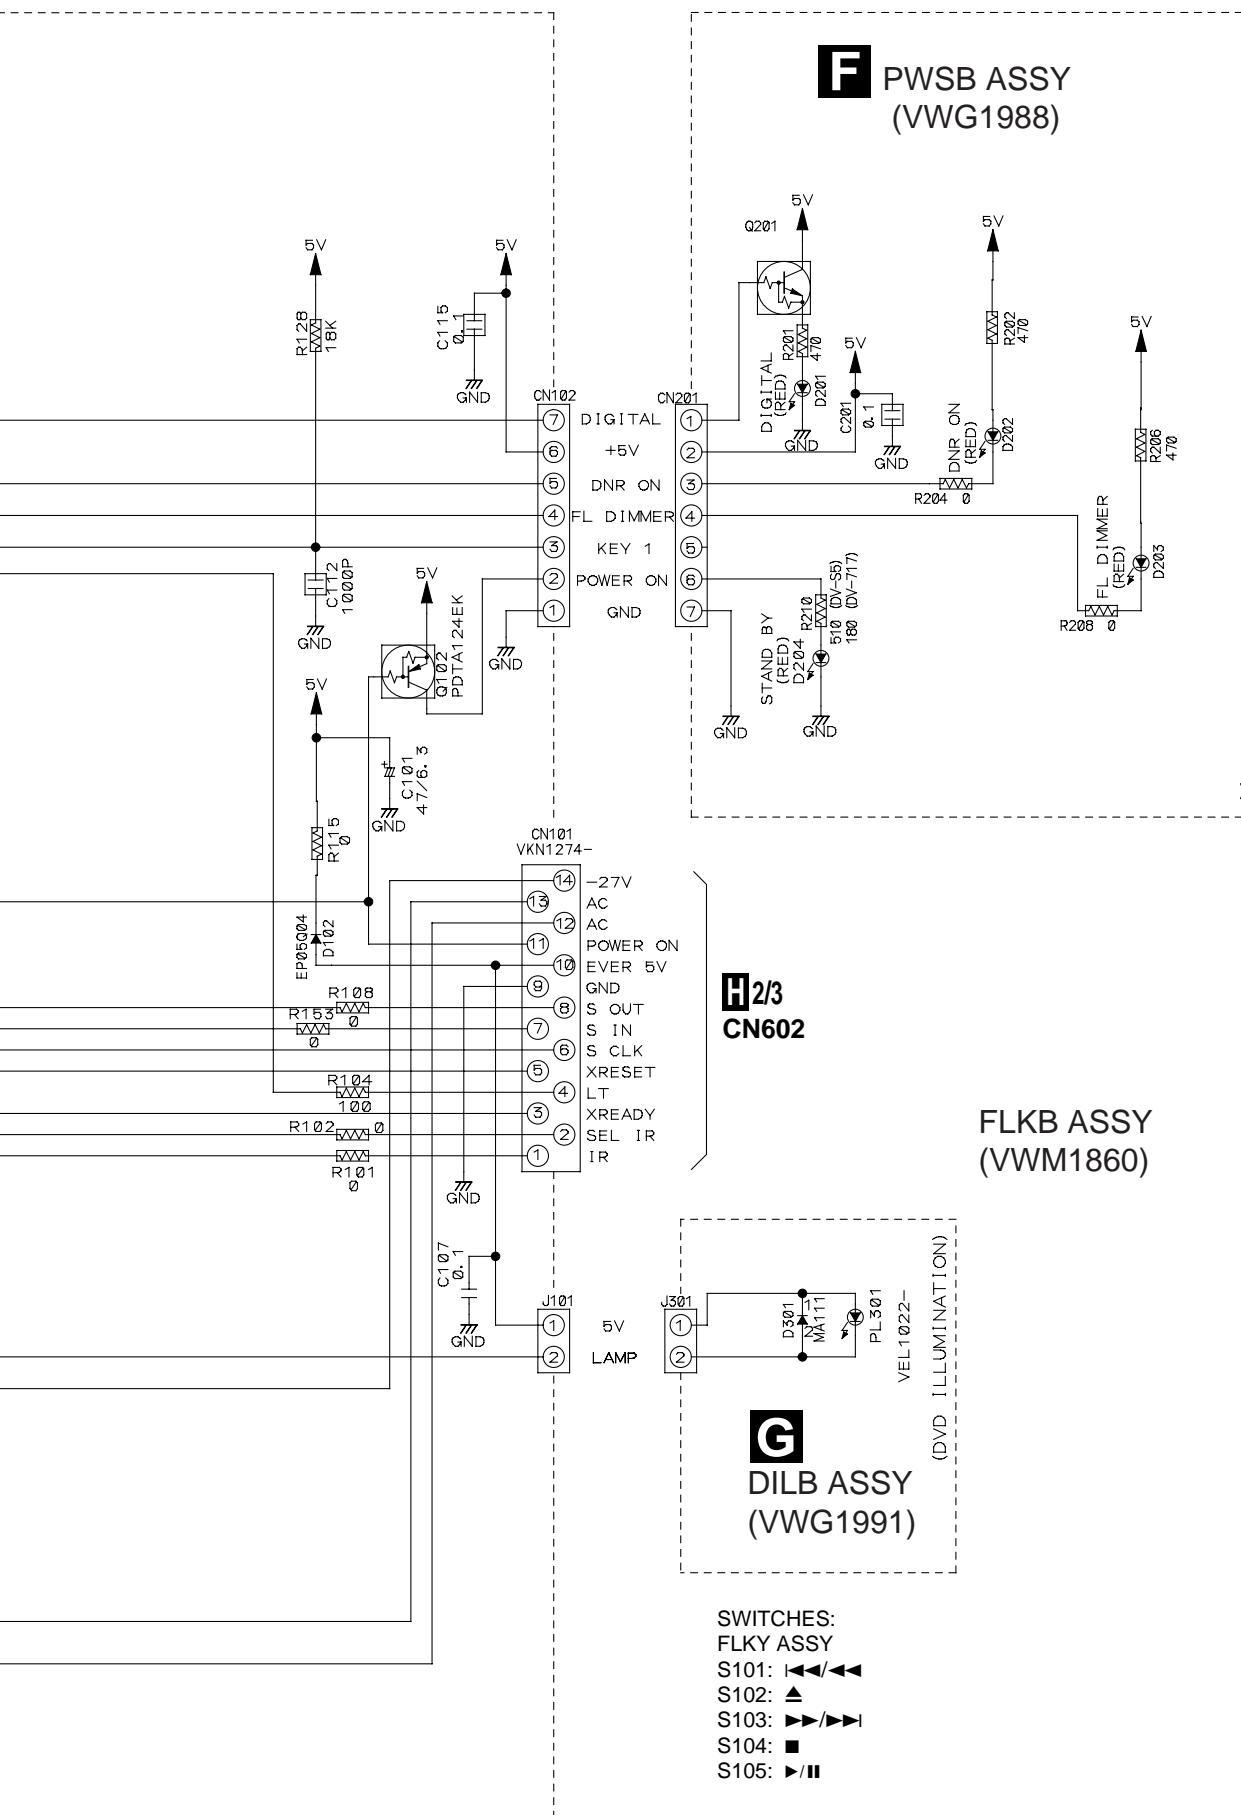 F PWSB ASSY
(VWG1988)
5V
R128
18K
5V
C115
0.1
GND
C112
1000P
GND
5V
Q102
PDTA124EK
GND
5V
C101
47/6.3
GND
R115
0
EP05Q04
D102
CN102
7 DIGITAL 1
6 +5V 2
5 DNR ON 3
4 FL DIMMER 4
3 KEY 1 5
2 POWER ON 6
1 GND 7
CN201
Q201
5V
R201
470
DIGITAL
(RED)
D201
GND
5V
C201
0.1
GND
5V
R202
470
DNR ON
(RED)
D202
R204 0
5V
R206
470
FL DIMMER
(RED)
D203
R208 0
R210
510 (DV-S5)
180 (DV-717)
STAND BY
(RED)
D204
GND
GND
CN101
VKN1274-
14 -27V
13 AC
12 AC
11 POWER ON
10 EVER 5V
9 GND
8 S OUT
7 S IN
6 S CLK
5 XRESET
4 LT
3 XREADY
2 SEL IR
1 IR
R108
0
R153
0
R104
100
R102 0
R101
0
GND
H 2/3
CN602
FLKB ASSY
(VWM1860)
C107
0.1
GND
J101
1 5V 1
2 LAMP 2
J301
D301
1
2
MA111
PL301
VEL1022-
(DVD ILLUMINATION)
G
DILB ASSY
(VWG1991)
SWITCHES:
FLKY ASSY
S101: |◀◀/◀◀
S102: ⏏
S103: ▶▶/▶▶|
S104: ■
S105: ▶/❚❚